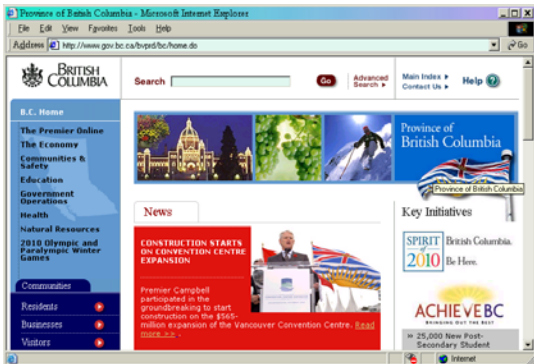 Province of British Columbia - Microsoft Internet Explorer
File Edit View Favorites Tools Help
Address http://www.gov.bc.ca/bvprd/bc/home.do Go
BRITISH
COLUMBIA
Search Go Advanced
Search
Main Index
Contact Us
Help
B.C. Home
The Premier Online
The Economy
Communities &
Safety
Education
Government
Operations
Health
Natural Resources
2010 Olympic and
Paralympic Winter
Games
Communities
Residents
Businesses
Visitors
Province of
British Columbia
Province of British Columbia
News
CONSTRUCTION STARTS
ON CONVENTION CENTRE
EXPANSION
Premier Campbell
participated in the
groundbreaking to start
construction on the $565-
million expansion of the Vancouver Convention Centre. Read
more >> .
Key Initiatives
SPIRIT
2010
British Columbia.
Be Here.
ACHIEVEBC
BRINGING OUT THE BEST
» 25,000 New Post-
Secondary Student
Internet